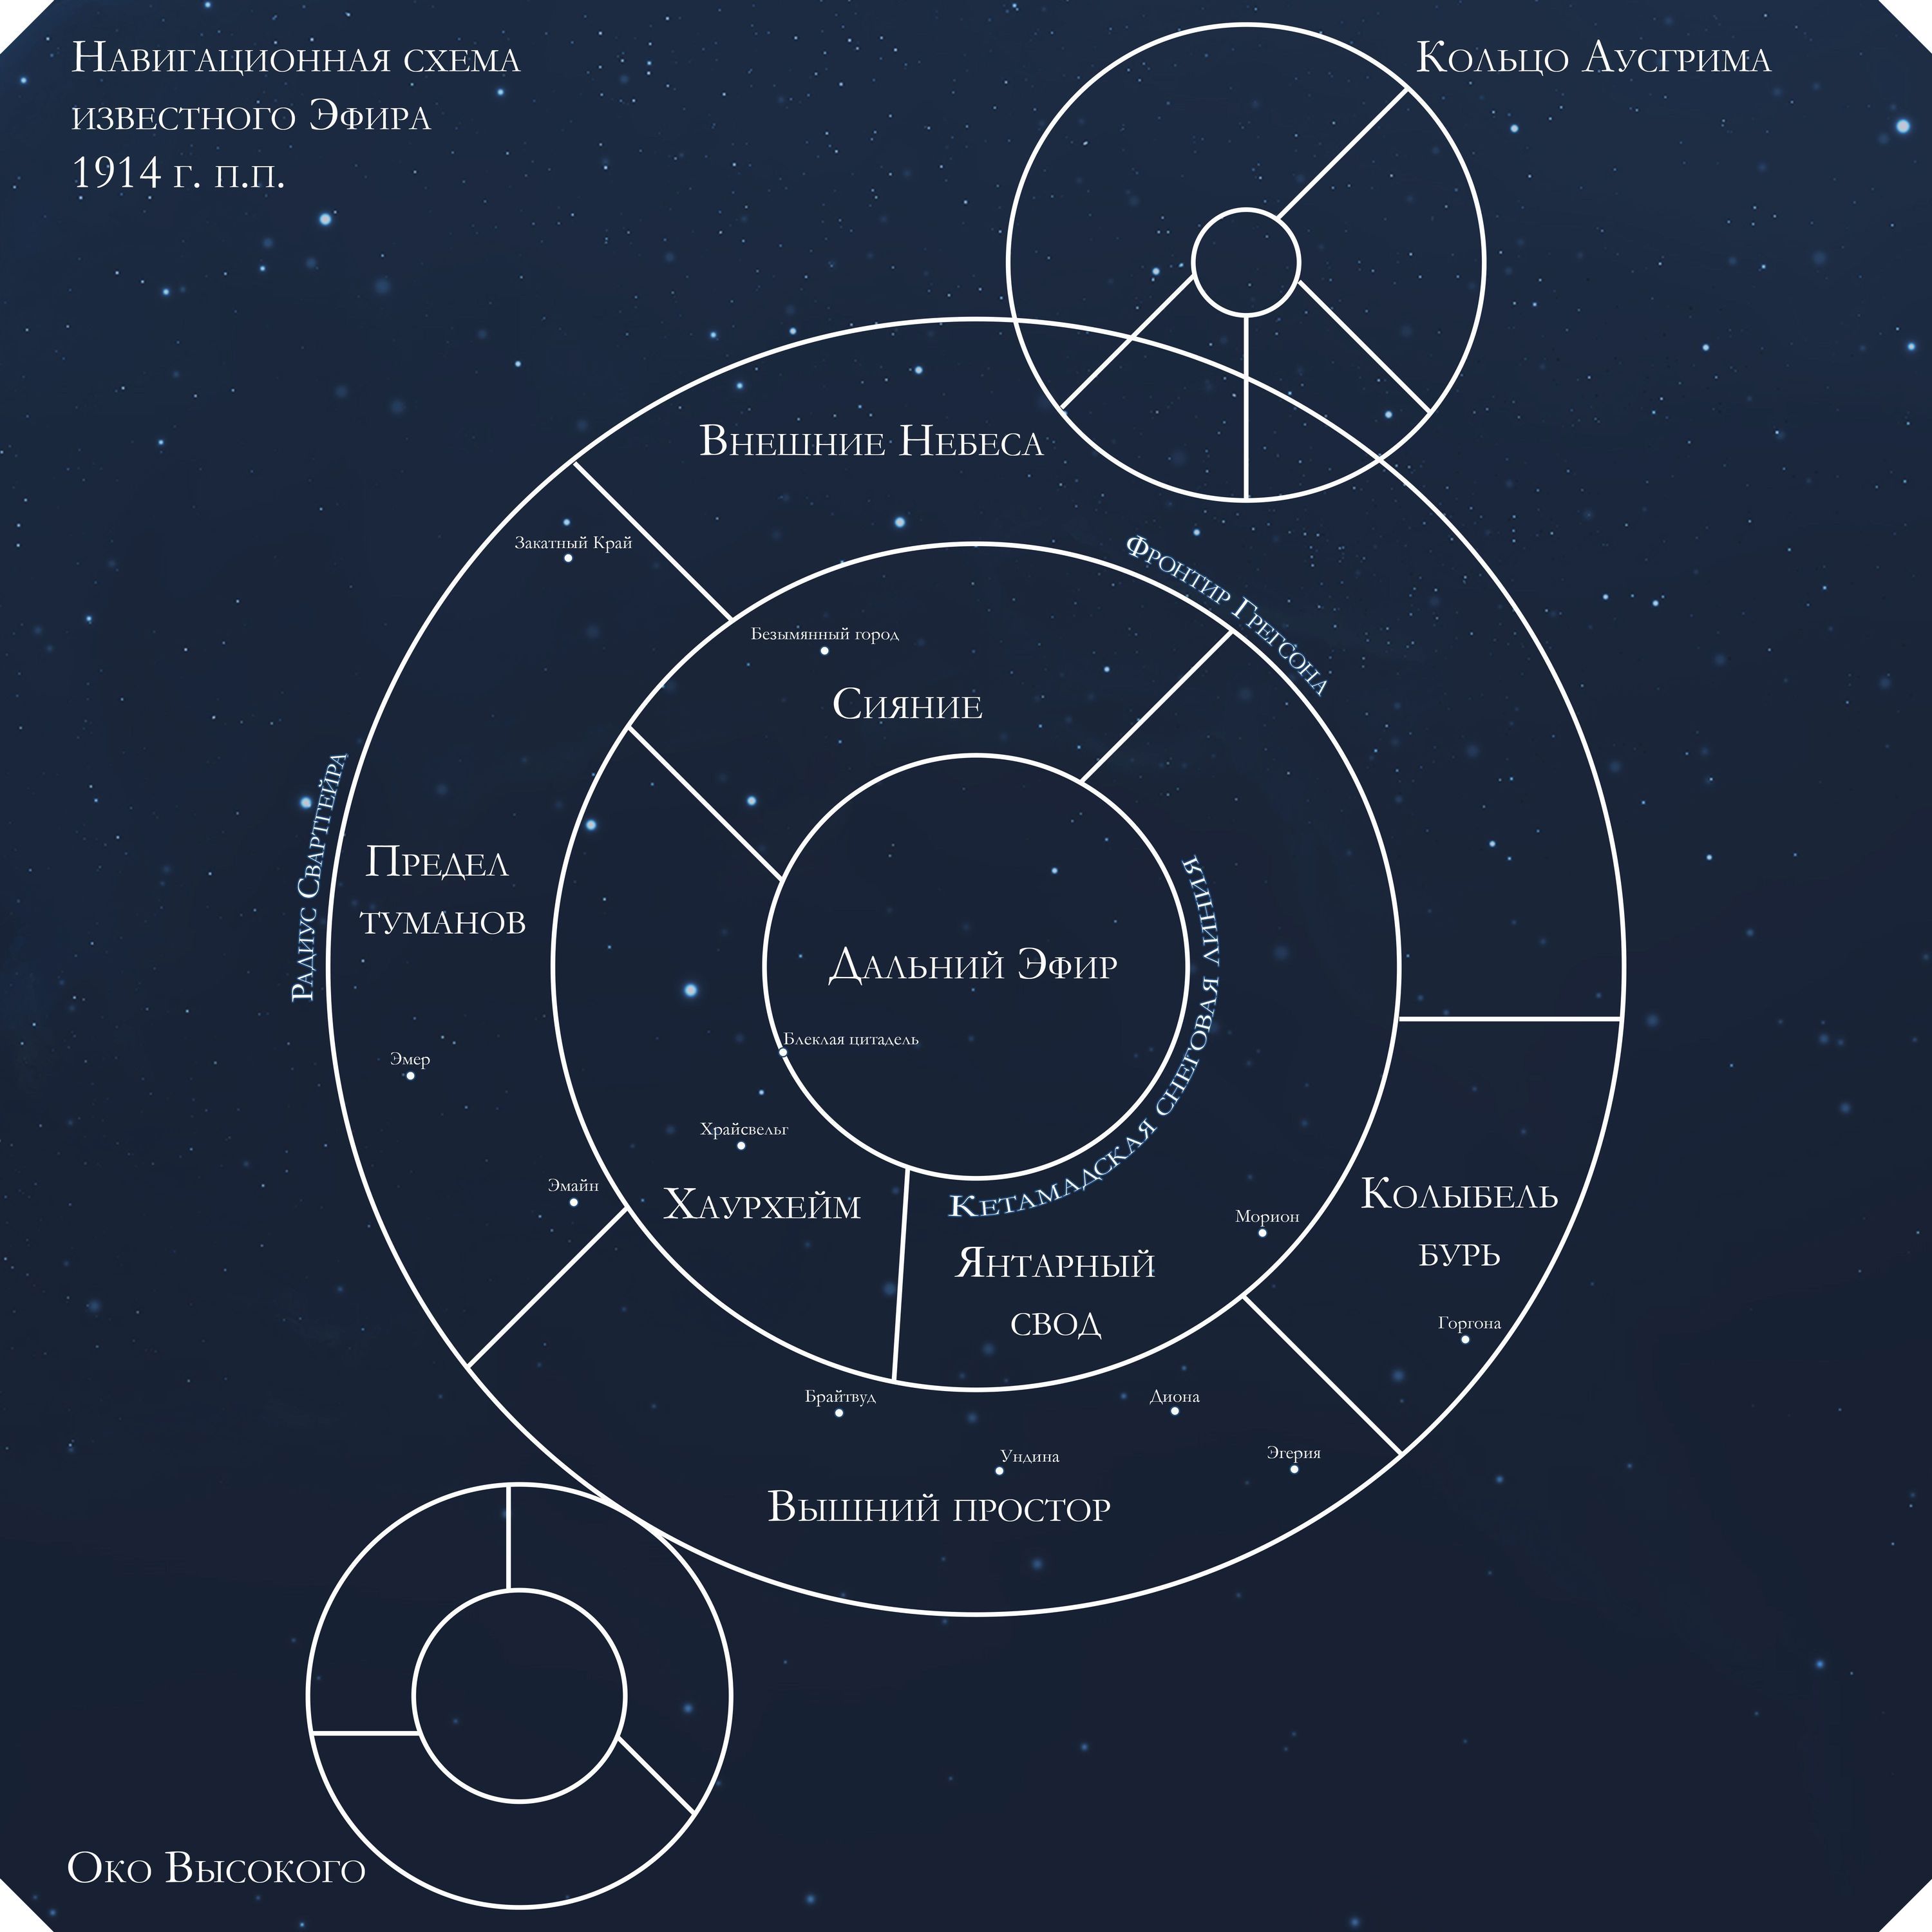 Навигационная схема
известного Эфира
1914 г. п.п.
Кольцо Аусгрима
Внешние Небеса
Фронтир Грегсона
Закатный Край
Безымянный город
Сияние
Радиус Свартгейра
Предел
туманов
Дальний Эфир
Кетамадская снеговая линия
Блеклая цитадель
Эмер
Храйсвельг
Эмайн
Хаурхейм
Янтарный
свод
Морион
Колыбель
бурь
Горгона
Брайтвуд
Диона
Ундина
Эгерия
Вышний простор
Око Высокого